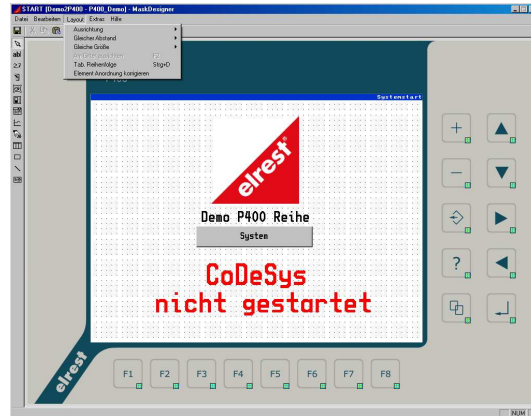 START [Demo2P400 - P400_Demo] - MaskDesigner
Datei Bearbeiten Layout Extras Hilfe
Ausrichtung
Gleicher Abstand
Gleiche Größe
F2
Tab. Reihenfolge Strg+D
Element Anordnung korrigieren
Systemstart
elrest
Demo P400 Reihe
System
CoDeSys
nicht gestartet
+
−
?
F1 F2 F3 F4 F5 F6 F7 F8
elrest
NUM